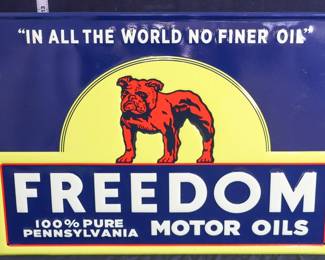 "IN ALL THE WORLD NO FINER OIL"
FREEDOM
100% PURE
PENNSYLVANIA
MOTOR OILS